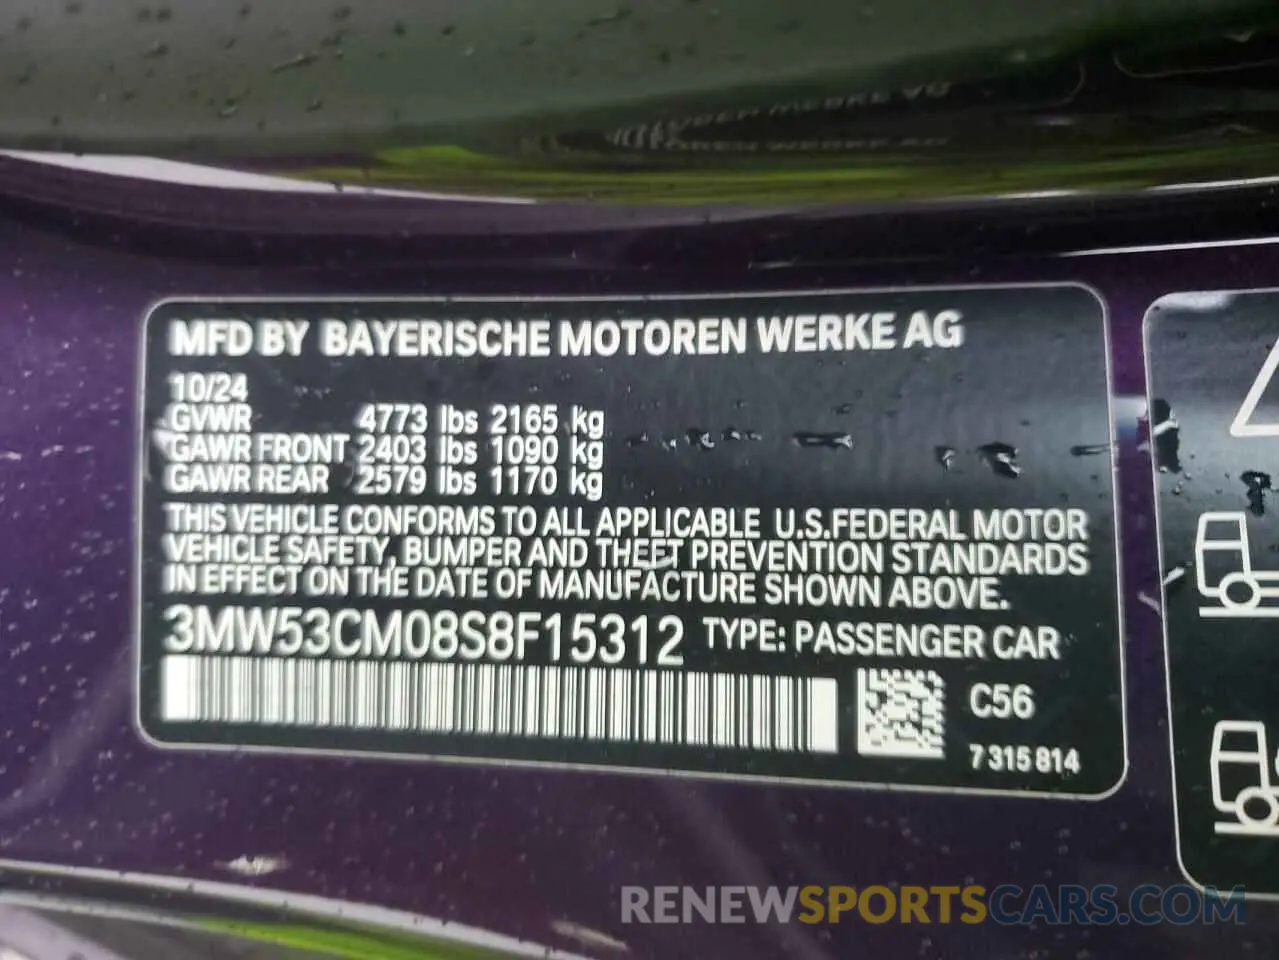 MFD BY BAYERISCHE MOTOREN WERKE AG
10/24
GVWR 4773 lbs 2165 kg
GAWR FRONT 2403 lbs 1090 kg
GAWR REAR 2579 lbs 1170 kg
THIS VEHICLE CONFORMS TO ALL APPLICABLE U.S.FEDERAL MOTOR
VEHICLE SAFETY, BUMPER AND THEFT PREVENTION STANDARDS
IN EFFECT ON THE DATE OF MANUFACTURE SHOWN ABOVE.
3MW53CM08S8F15312 TYPE: PASSENGER CAR
C56
7 315 814
RENEWSPORTSCARS.COM